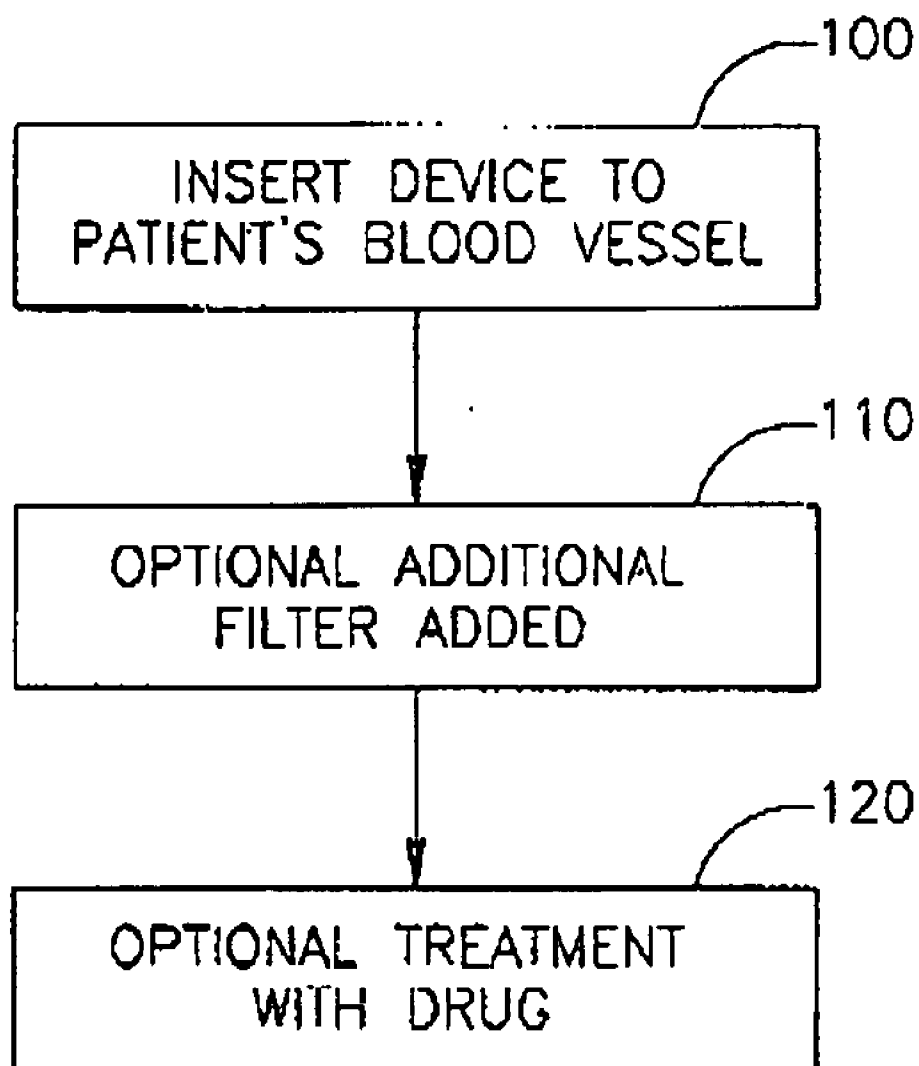 100
INSERT DEVICE TO
PATIENT'S BLOOD VESSEL
110
OPTIONAL ADDITIONAL
FILTER ADDED
120
OPTIONAL TREATMENT
WITH DRUG